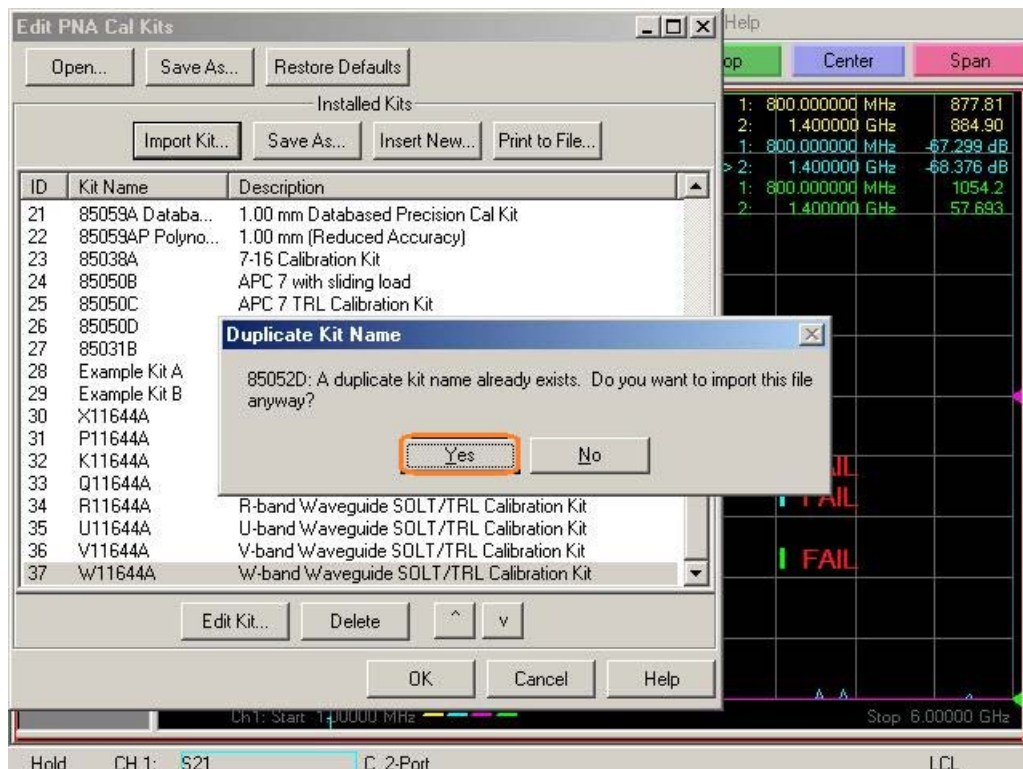 Edit PNA Cal Kits
Help
Open... Save As... Restore Defaults
Center Span
Installed Kits
Import Kit... Save As... Insert New... Print to File...
1: 800.000000 MHz 877.81
2: 1.400000 GHz 884.90
1: 800.000000 MHz -67.299 dB
> 2: 1.400000 GHz -68.376 dB
1: 800.000000 MHz 1054.2
2: 1.400000 GHz 57.693
ID Kit Name Description
21 85059A Databa... 1.00 mm Databased Precision Cal Kit
22 85059AP Polyno... 1.00 mm (Reduced Accuracy)
23 85038A 7-16 Calibration Kit
24 85050B APC 7 with sliding load
25 85050C APC 7 TRL Calibration Kit
26 85050D
27 85031B
28 Example Kit A
29 Example Kit B
30 X11644A
31 P11644A
32 K11644A
33 Q11644A
34 R11644A R-band Waveguide SOLT/TRL Calibration Kit
35 U11644A U-band Waveguide SOLT/TRL Calibration Kit
36 V11644A V-band Waveguide SOLT/TRL Calibration Kit
37 W11644A W-band Waveguide SOLT/TRL Calibration Kit
Duplicate Kit Name
85052D: A duplicate kit name already exists. Do you want to import this file
anyway?
Yes No
FAIL
Edit Kit... Delete ^ v
OK Cancel Help
Ch1: Start 1.00000 MHz Stop 6.00000 GHz
Hold CH 1: S21 C 2-Port LCL